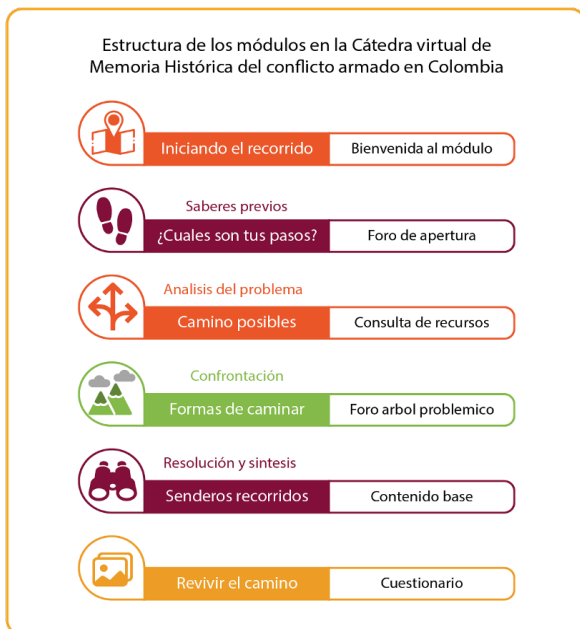 Estructura de los módulos en la Cátedra virtual de
Memoria Histórica del conflicto armado en Colombia
Iniciando el recorrido
Bienvenida al módulo
Saberes previos
¿Cuales son tus pasos?
Foro de apertura
Analisis del problema
Camino posibles
Consulta de recursos
Confrontación
Formas de caminar
Foro arbol problemico
Resolución y sintesis
Senderos recorridos
Contenido base
Revivir el camino
Cuestionario